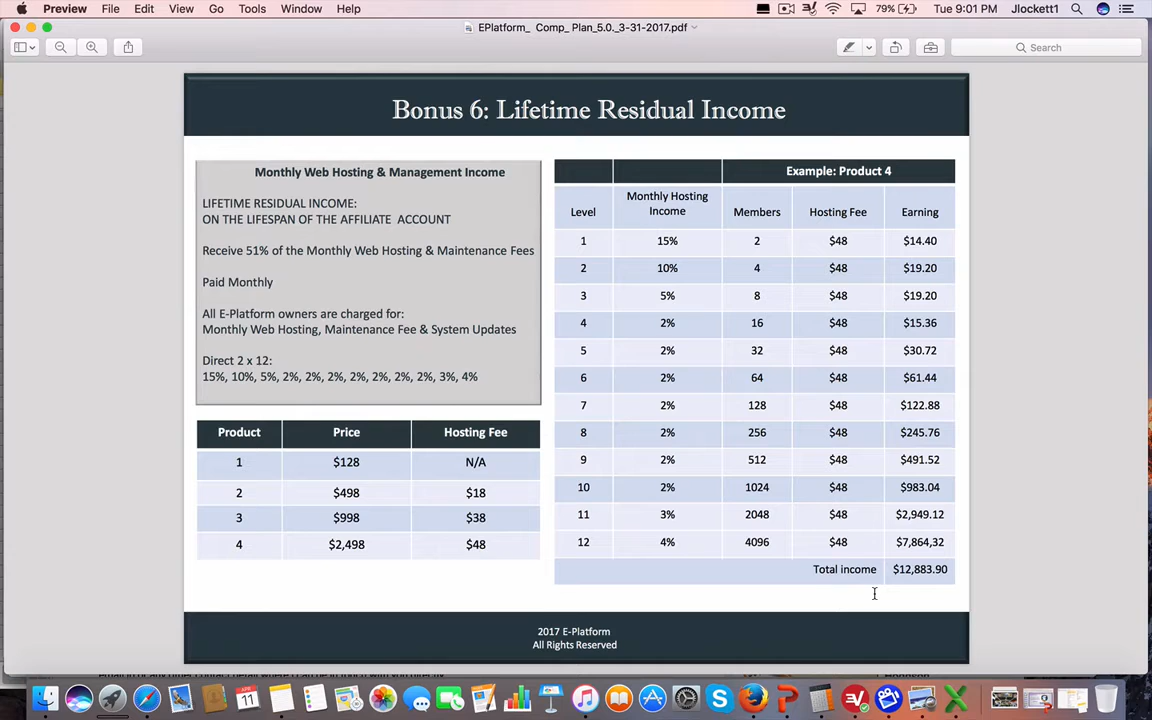 Preview File Edit View Go Tools Window Help 79% Tue 9:01 PM Jlockett1
EPlatform_ Comp_ Plan_5.0._3-31-2017.pdf
Search
Bonus 6: Lifetime Residual Income
Monthly Web Hosting & Management Income
LIFETIME RESIDUAL INCOME:
ON THE LIFESPAN OF THE AFFILIATE ACCOUNT
Receive 51% of the Monthly Web Hosting & Maintenance Fees
Paid Monthly
All E-Platform owners are charged for:
Monthly Web Hosting, Maintenance Fee & System Updates
Direct 2 x 12:
15%, 10%, 5%, 2%, 2%, 2%, 2%, 2%, 2%, 2%, 3%, 4%
Product Price Hosting Fee
1 $128 N/A
2 $498 $18
3 $998 $38
4 $2,498 $48
Example: Product 4
Level Monthly Hosting Income Members Hosting Fee Earning
1 15% 2 $48 $14.40
2 10% 4 $48 $19.20
3 5% 8 $48 $19.20
4 2% 16 $48 $15.36
5 2% 32 $48 $30.72
6 2% 64 $48 $61.44
7 2% 128 $48 $122.88
8 2% 256 $48 $245.76
9 2% 512 $48 $491.52
10 2% 1024 $48 $983.04
11 3% 2048 $48 $2,949.12
12 4% 4096 $48 $7,864,32
Total income $12,883.90
2017 E-Platform
All Rights Reserved
APR
11